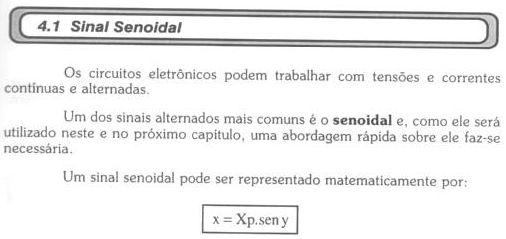 4.1 Sinal Senoidal
Os circuitos eletrônicos podem trabalhar com tensões e correntes
contínuas e alternadas.
Um dos sinais alternados mais comuns é o senoidal e, como ele será
utilizado neste e no próximo capítulo, uma abordagem rápida sobre ele faz-se
necessária.
Um sinal senoidal pode ser representado matematicamente por:
x = Xp.sen y